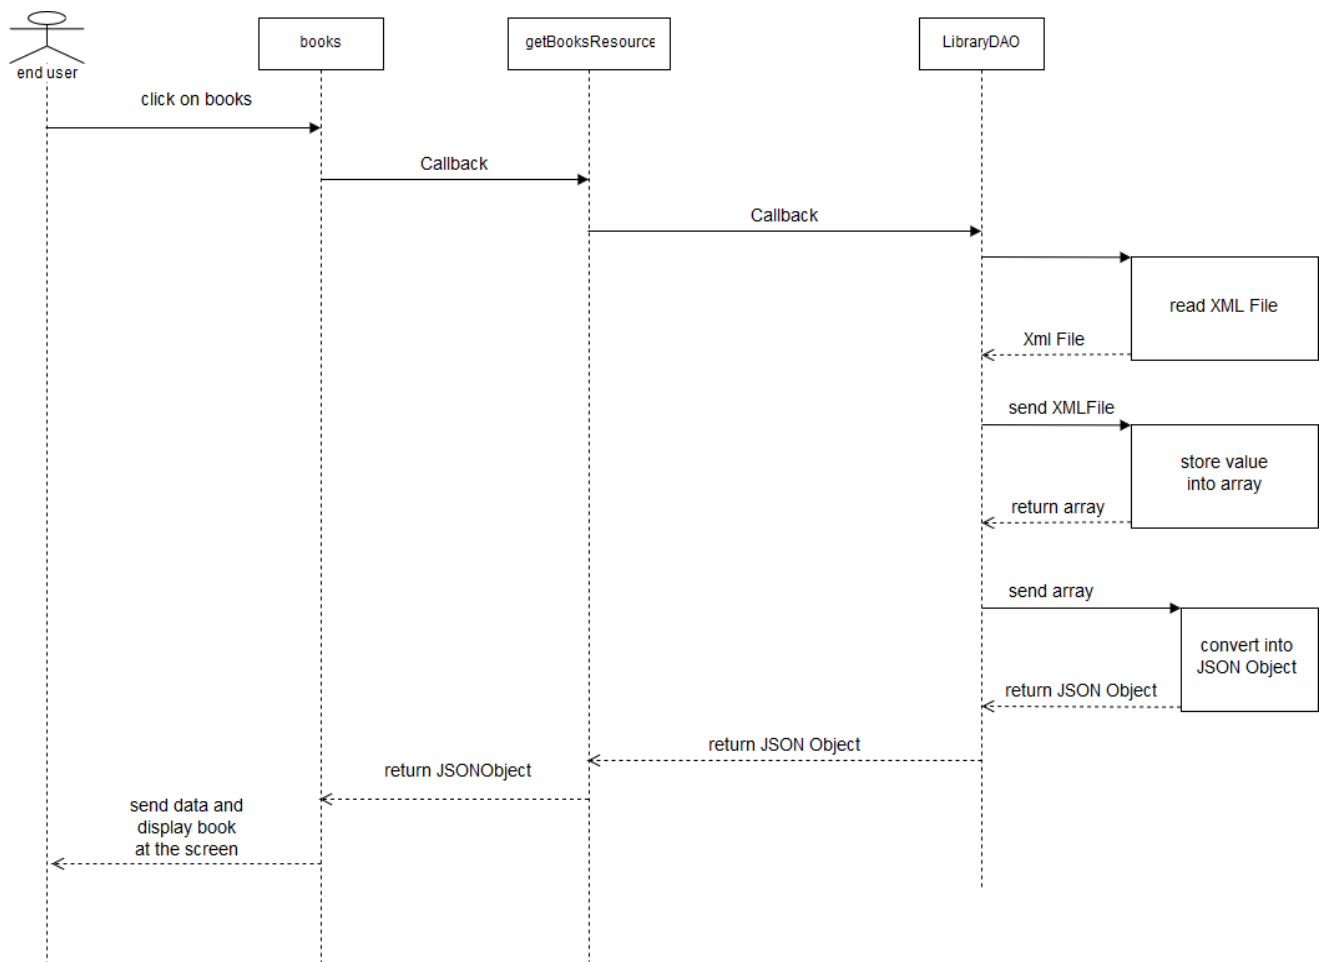 end user
books
getBooksResource
LibraryDAO
click on books
Callback
Callback
read XML File
Xml File
send XMLFile
store value
into array
return array
send array
convert into
JSON Object
return JSON Object
return JSON Object
return JSONObject
send data and
display book
at the screen